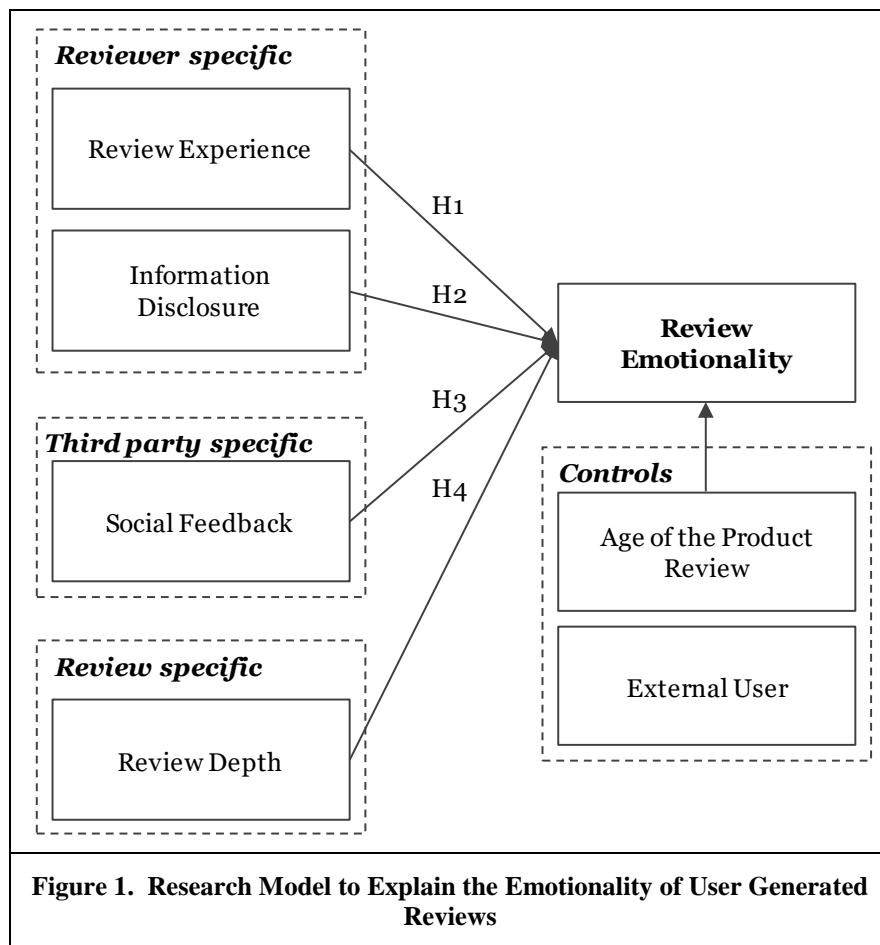 Reviewer specific
Review Experience
Information
Disclosure
H1
H2
Third party specific
Social Feedback
H3
H4
Review specific
Review Depth
Review
Emotionality
Controls
Age of the Product
Review
External User
Figure 1. Research Model to Explain the Emotionality of User Generated
Reviews